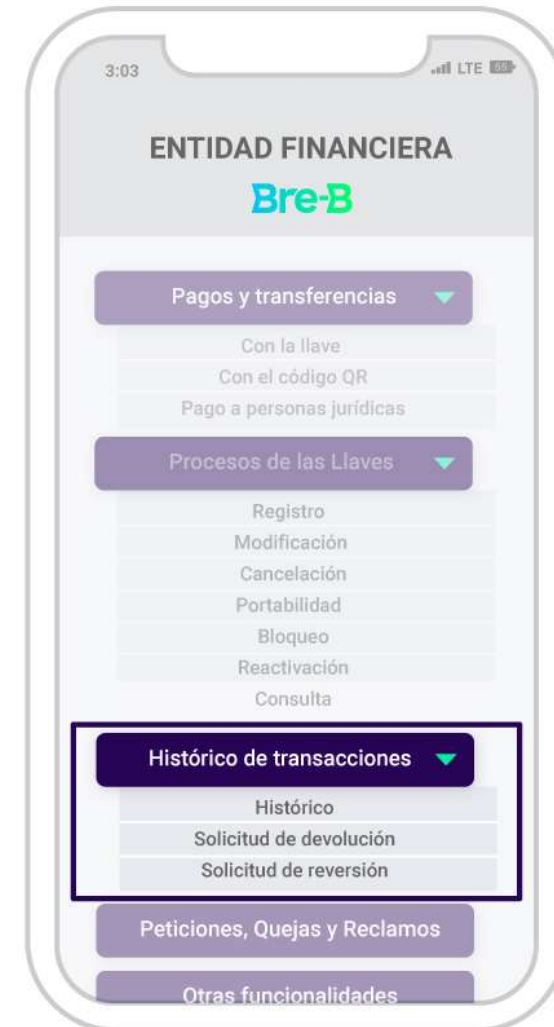 3:03 LTE 55
ENTIDAD FINANCIERA
Bre-B
Pagos y transferencias
Con la llave
Con el código QR
Pago a personas jurídicas
Procesos de las Llaves
Registro
Modificación
Cancelación
Portabilidad
Bloqueo
Reactivación
Consulta
Histórico de transacciones
Histórico
Solicitud de devolución
Solicitud de reversión
Peticiones, Quejas y Reclamos
Otras funcionalidades